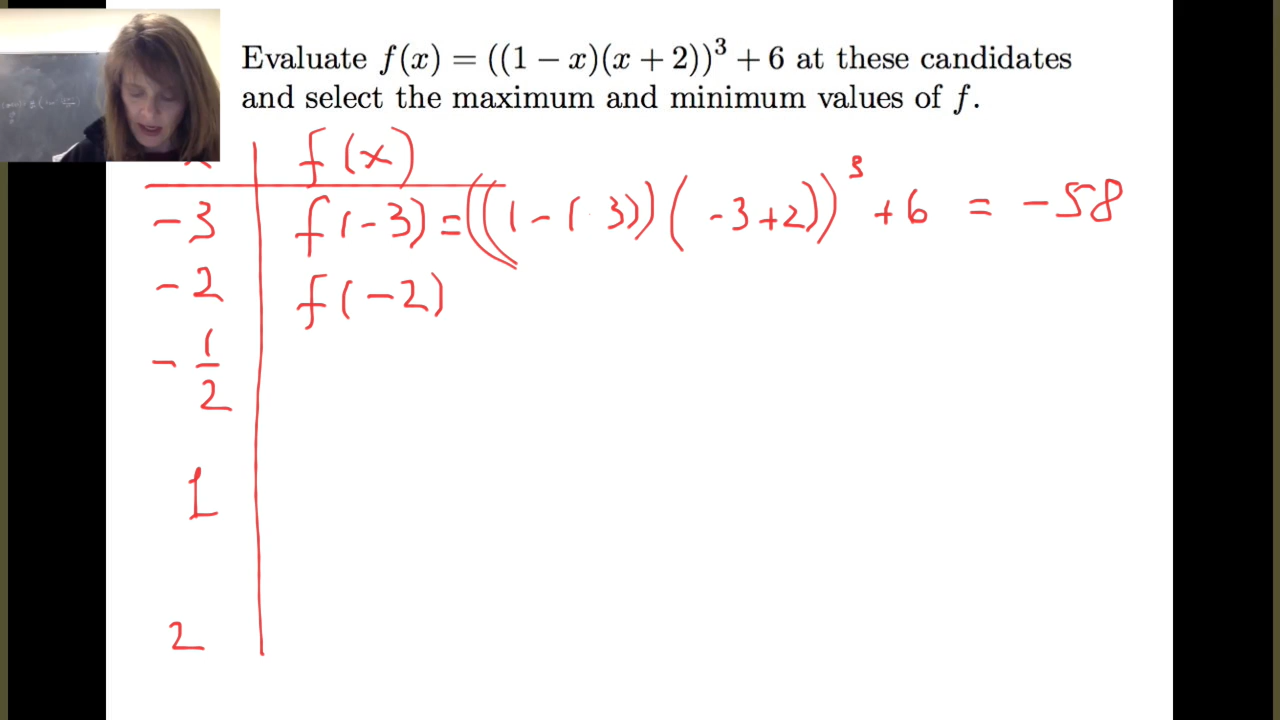 Evaluate f(x) = ((1 − x)(x + 2))³ + 6 at these candidates
and select the maximum and minimum values of f.
f(x)
-3 f(-3) = ((1-(-3))(-3+2))³ +6 = -58
-2 f(-2)
-1/2
1
2